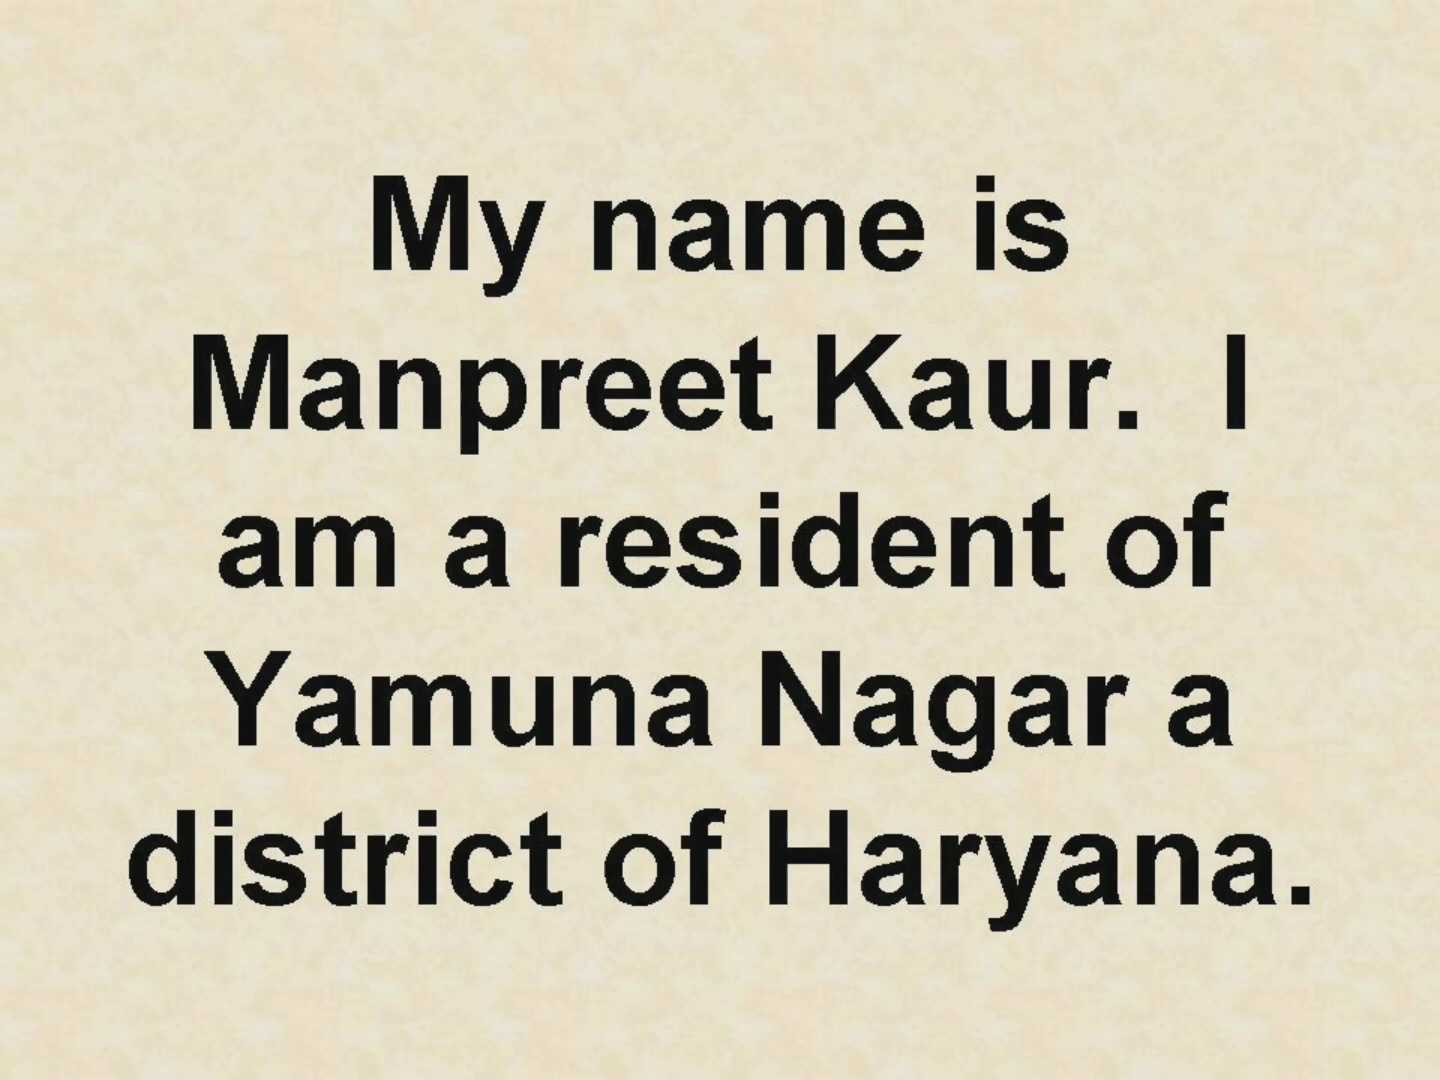 My name is
Manpreet Kaur.  I
am a resident of
Yamuna Nagar a
district of Haryana.